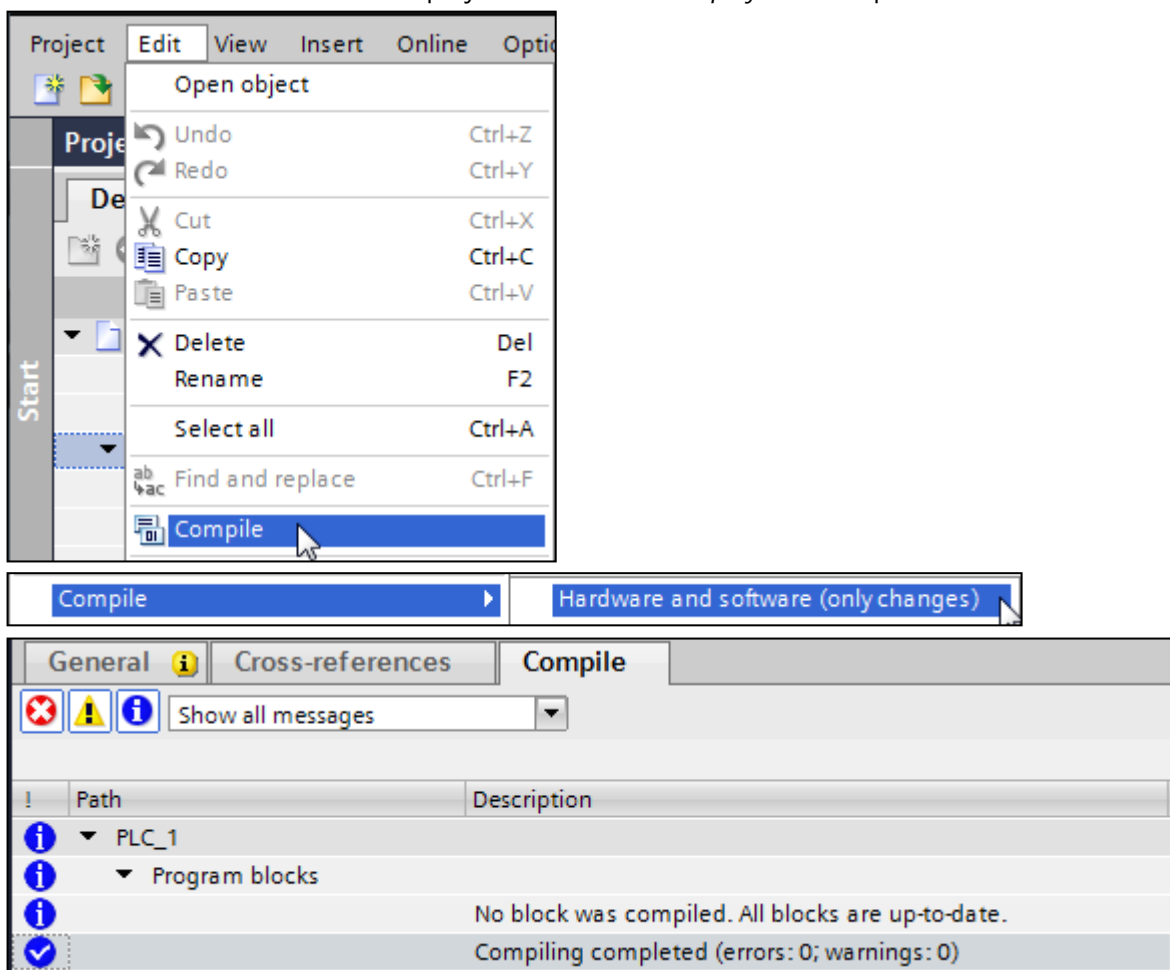 Project Edit View Insert Online Optio
Open object
Proje
Undo Ctrl+Z
Redo Ctrl+Y
De
Cut Ctrl+X
Copy Ctrl+C
Paste Ctrl+V
Delete Del
Rename F2
Start
Select all Ctrl+A
Find and replace Ctrl+F
Compile
Compile Hardware and software (only changes)
General Cross-references Compile
Show all messages
! Path Description
PLC_1
Program blocks
No block was compiled. All blocks are up-to-date.
Compiling completed (errors: 0; warnings: 0)